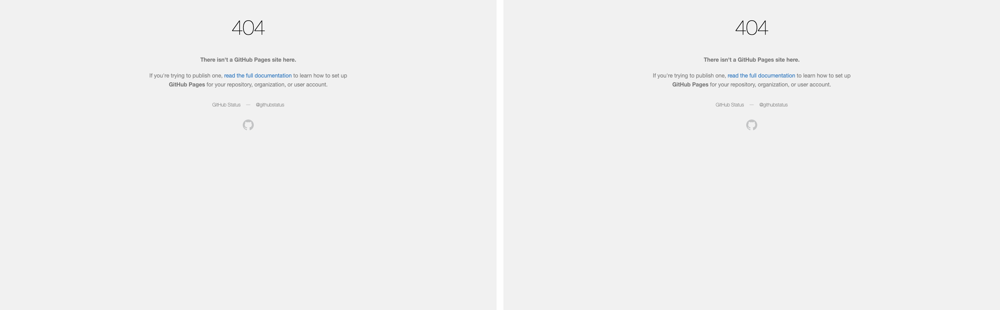 404
There isn't a GitHub Pages site here.
If you're trying to publish one, read the full documentation to learn how to set up
GitHub Pages for your repository, organization, or user account.
GitHub Status — @githubstatus
404
There isn't a GitHub Pages site here.
If you're trying to publish one, read the full documentation to learn how to set up
GitHub Pages for your repository, organization, or user account.
GitHub Status — @githubstatus